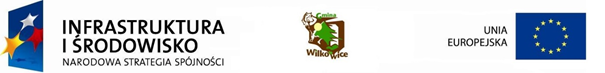 INFRASTRUKTURA
I ŚRODOWISKO
NARODOWA STRATEGIA SPÓJNOŚCI
Gmina
Wilkowice
UNIA
EUROPEJSKA